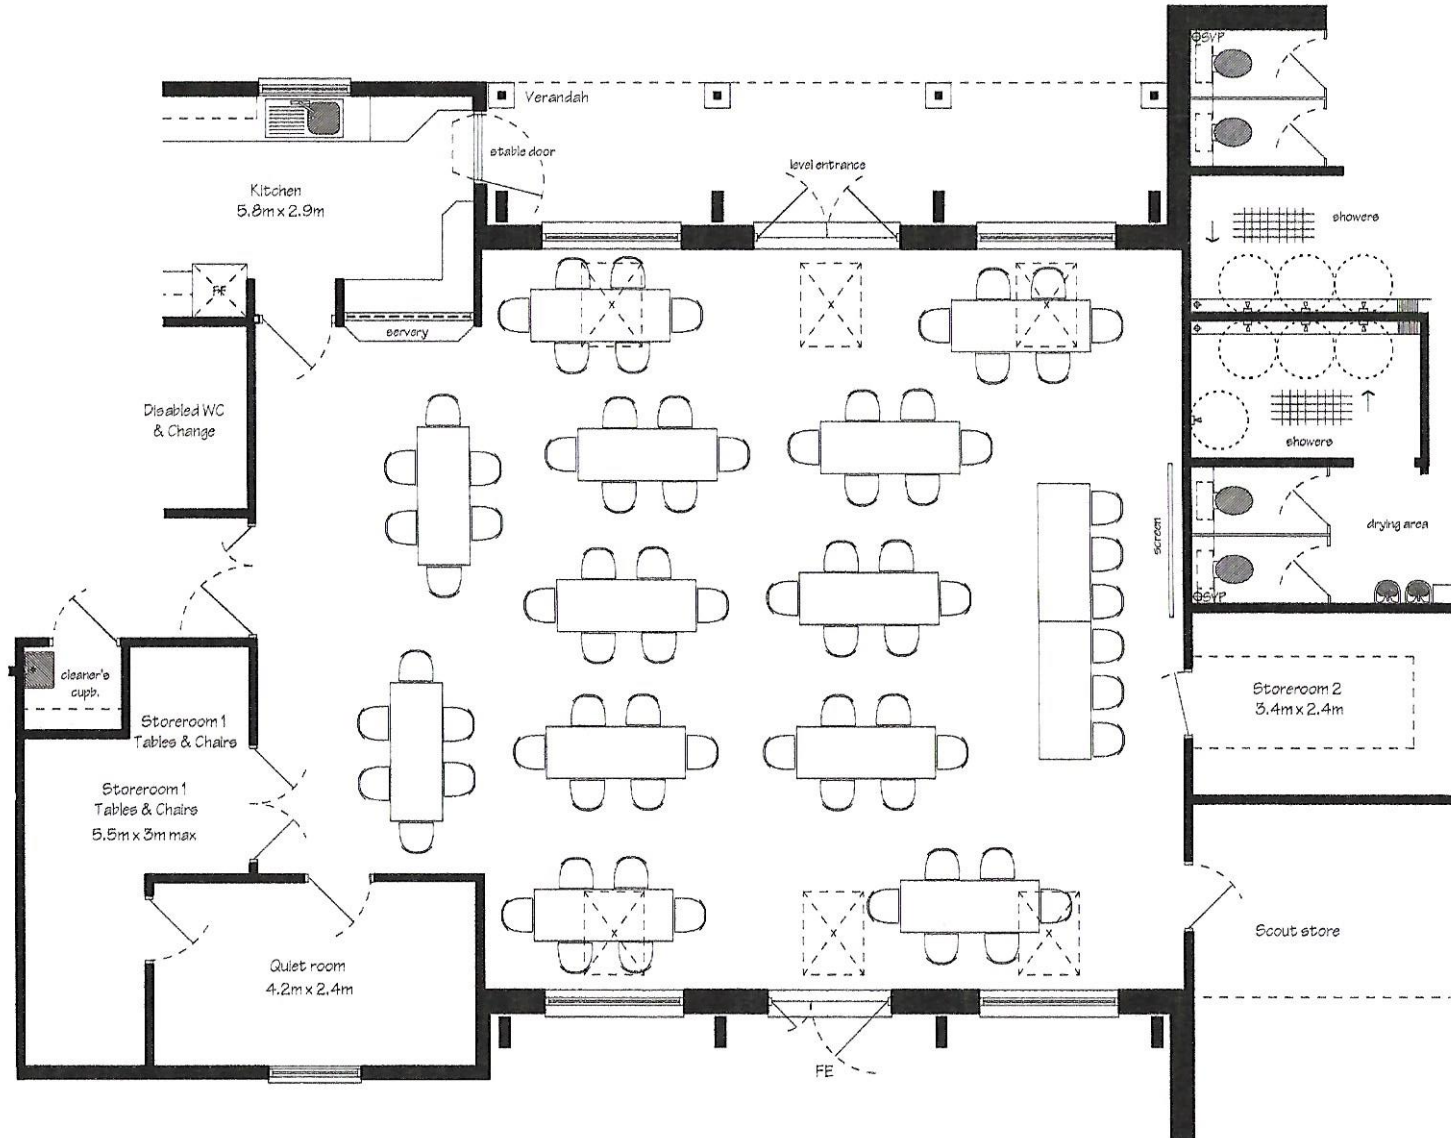 SVP
Verandah
stable door
level entrance
Kitchen
5.8m x 2.9m
showers
FF
servery
Disabled WC
& Change
showers
screen
drying area
SVP
cleaner's
cupb.
Storeroom 1
Tables & Chairs
Storeroom 2
3.4m x 2.4m
Storeroom 1
Tables & Chairs
5.5m x 3m max
Scout store
Quiet room
4.2m x 2.4m
FE